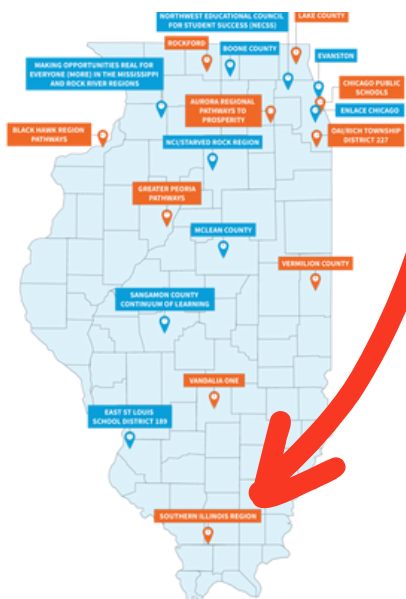 NORTHWEST EDUCATIONAL COUNCIL
FOR STUDENT SUCCESS (NECSS)
LAKE COUNTY
ROCKFORD
BOONE COUNTY
EVANSTON
MAKING OPPORTUNITIES REAL FOR
EVERYONE (MORE) IN THE MISSISSIPPI
AND ROCK RIVER REGIONS
CHICAGO PUBLIC
SCHOOLS
AURORA REGIONAL
PATHWAYS TO
PROSPERITY
ENLACE CHICAGO
BLACK HAWK REGION
PATHWAYS
OAI/RICH TOWNSHIP
DISTRICT 227
NCI/STARVED ROCK REGION
GREATER PEORIA
PATHWAYS
MCLEAN COUNTY
VERMILION COUNTY
SANGAMON COUNTY
CONTINUUM OF LEARNING
VANDALIA ONE
EAST ST LOUIS
SCHOOL DISTRICT 189
SOUTHERN ILLINOIS REGION